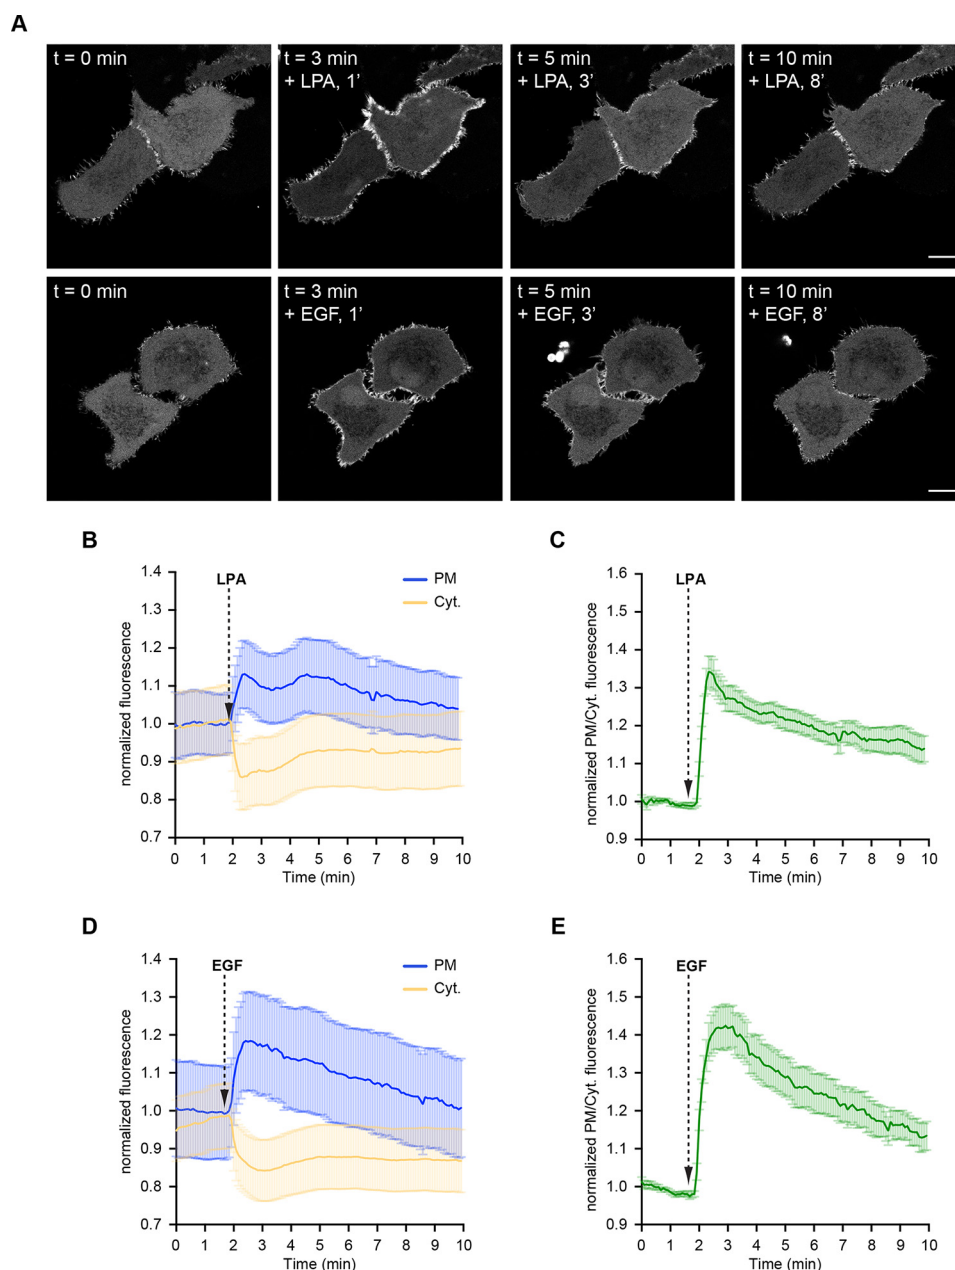 A
t = 0 min
t = 3 min
+ LPA, 1’
t = 5 min
+ LPA, 3’
t = 10 min
+ LPA, 8’
t = 0 min
t = 3 min
+ EGF, 1’
t = 5 min
+ EGF, 3’
t = 10 min
+ EGF, 8’
B
LPA
PM
Cyt.
normalized fluorescence
1.4
1.3
1.2
1.1
1.0
0.9
0.8
0.7
0 1 2 3 4 5 6 7 8 9 10
Time (min)
C
LPA
normalized PM/Cyt. fluorescence
1.6
1.5
1.4
1.3
1.2
1.1
1.0
0.9
0 1 2 3 4 5 6 7 8 9 10
Time (min)
D
EGF
PM
Cyt.
normalized fluorescence
1.4
1.3
1.2
1.1
1.0
0.9
0.8
0.7
0 1 2 3 4 5 6 7 8 9 10
Time (min)
E
EGF
normalized PM/Cyt. fluorescence
1.6
1.5
1.4
1.3
1.2
1.1
1.0
0.9
0 1 2 3 4 5 6 7 8 9 10
Time (min)